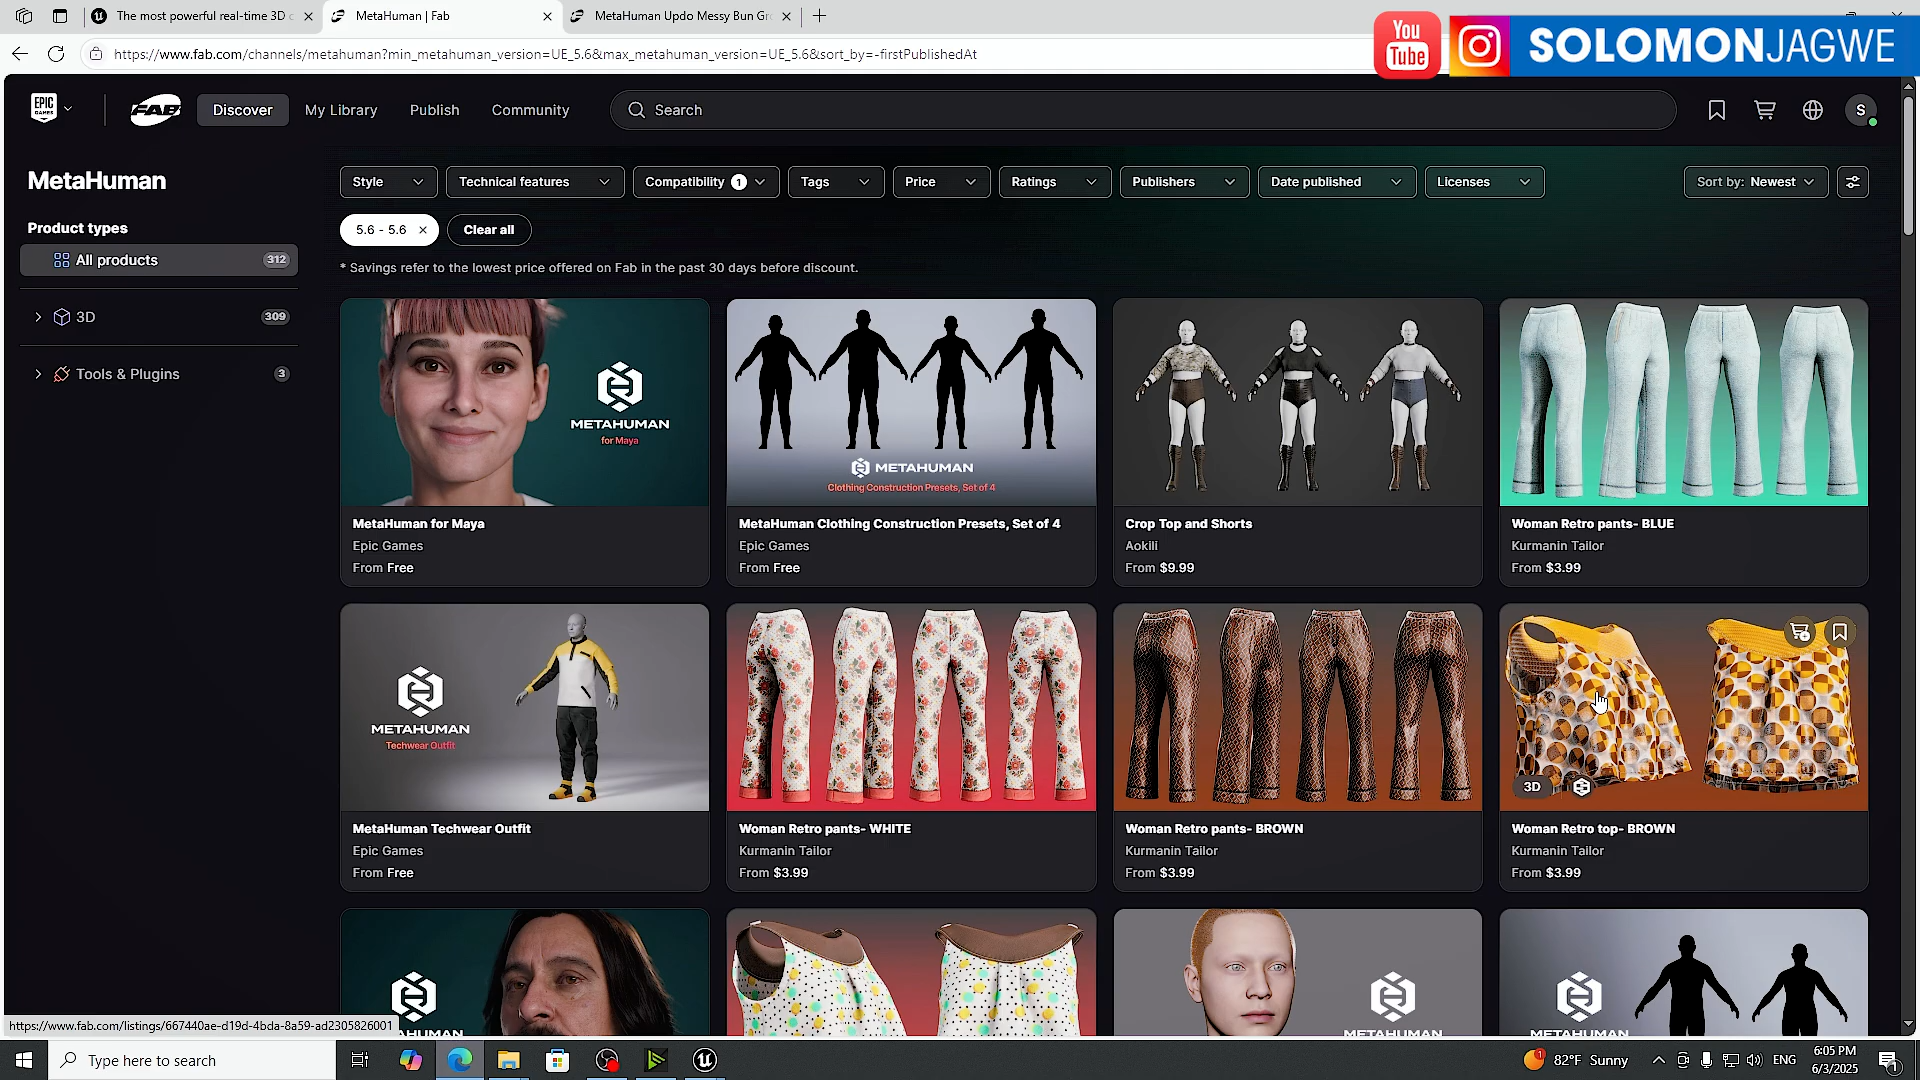 The most powerful real-time 3D c
MetaHuman | Fab
MetaHuman Updo Messy Bun Gr
https://www.fab.com/channels/metahuman?min_metahuman_version=UE_5.6&max_metahuman_version=UE_5.6&sort_by=-firstPublishedAt
You
Tube
SOLOMONJAGWE
EPIC
GAMES
FAB
Discover
My Library
Publish
Community
Search
S
MetaHuman
Style
Technical features
Compatibility 1
Tags
Price
Ratings
Publishers
Date published
Licenses
Sort by: Newest
Product types
5.6 - 5.6
Clear all
All products 312
* Savings refer to the lowest price offered on Fab in the past 30 days before discount.
3D 309
Tools & Plugins 3
METAHUMAN
for Maya
METAHUMAN
Clothing Construction Presets, Set of 4
MetaHuman for Maya
Epic Games
From Free
MetaHuman Clothing Construction Presets, Set of 4
Epic Games
From Free
Crop Top and Shorts
Aokili
From $9.99
Woman Retro pants- BLUE
Kurmanin Tailor
From $3.99
METAHUMAN
Techwear Outfit
3D
MetaHuman Techwear Outfit
Epic Games
From Free
Woman Retro pants- WHITE
Kurmanin Tailor
From $3.99
Woman Retro pants- BROWN
Kurmanin Tailor
From $3.99
Woman Retro top- BROWN
Kurmanin Tailor
From $3.99
METAHUMAN
METAHUMAN
METAHUMAN
https://www.fab.com/listings/667440ae-d19d-4bda-8a59-ad2305826001
Type here to search
1
82°F Sunny
ENG
6:05 PM
6/3/2025
1